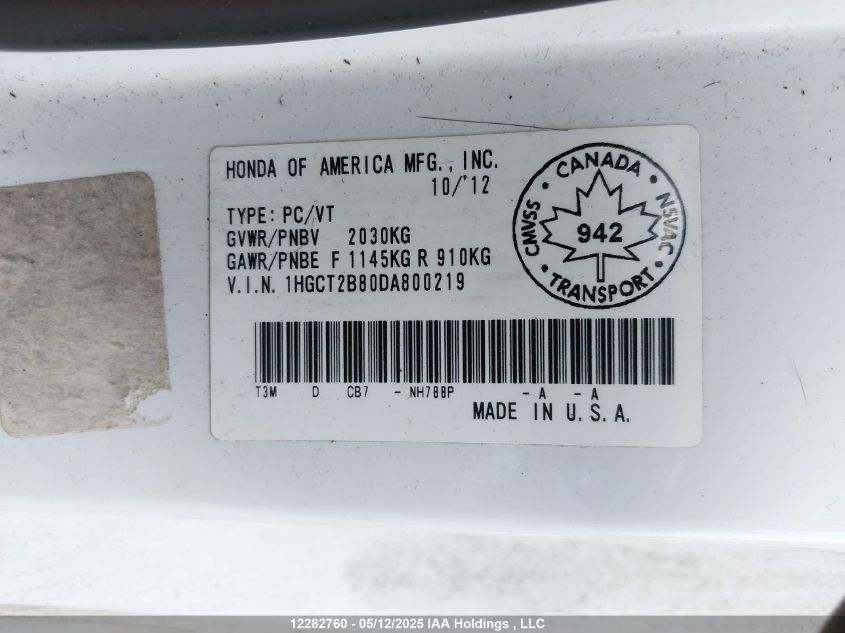 HONDA OF AMERICA MFG., INC.
10/'12
TYPE: PC/VT
GVWR/PNBV 2030KG
GAWR/PNBE F 1145KG R 910KG
V.I.N. 1HGCT2B80DA800219
CANADA
CMVSS
942
NSVAC
TRANSPORT
T3M D CB7 - NH788P - A - A
MADE IN U.S.A.
12282760 - 05/12/2025 IAA Holdings , LLC